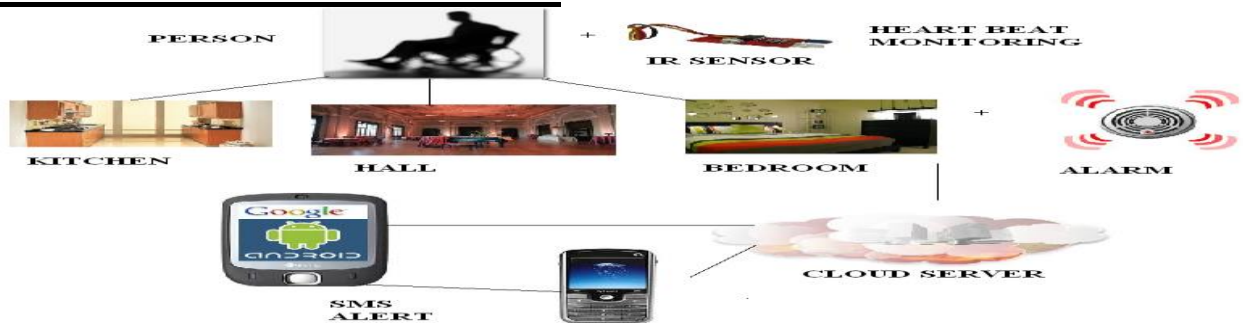 PERSON
+
HEART BEAT
MONITORING
IR SENSOR
KITCHEN
HALL
BEDROOM
+
ALARM
Google
android
CLOUD SERVER
SMS
ALERT